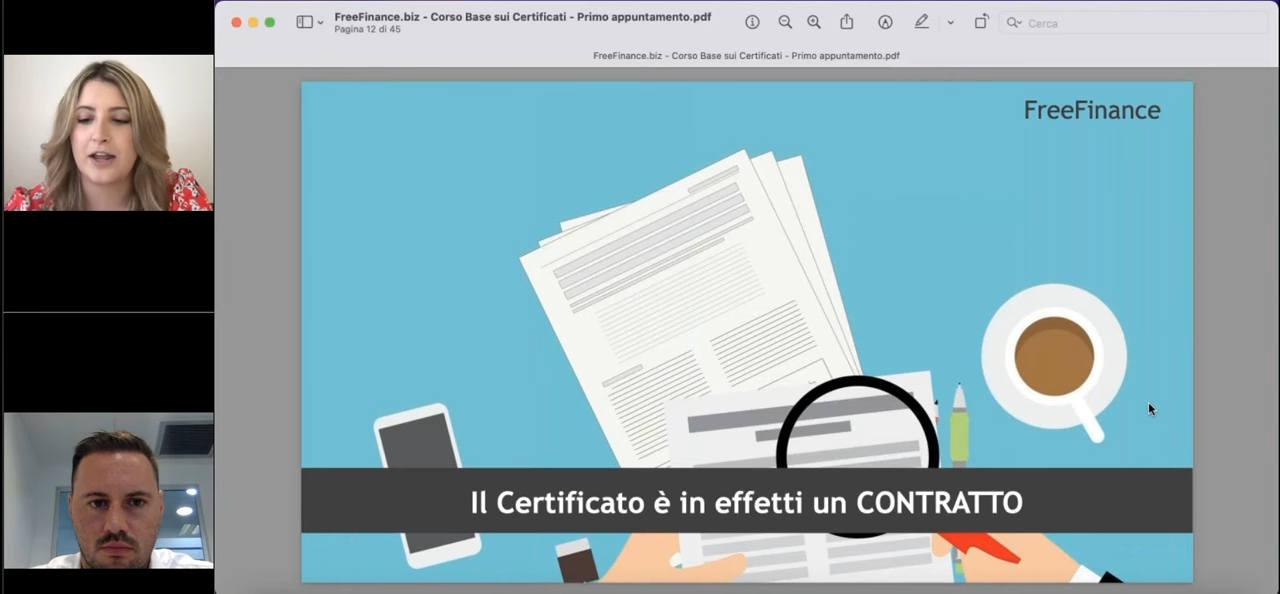 FreeFinance.biz - Corso Base sui Certificati - Primo appuntamento.pdf
Pagina 12 di 45
Cerca
FreeFinance.biz - Corso Base sui Certificati - Primo appuntamento.pdf
FreeFinance
Il Certificato è in effetti un CONTRATTO